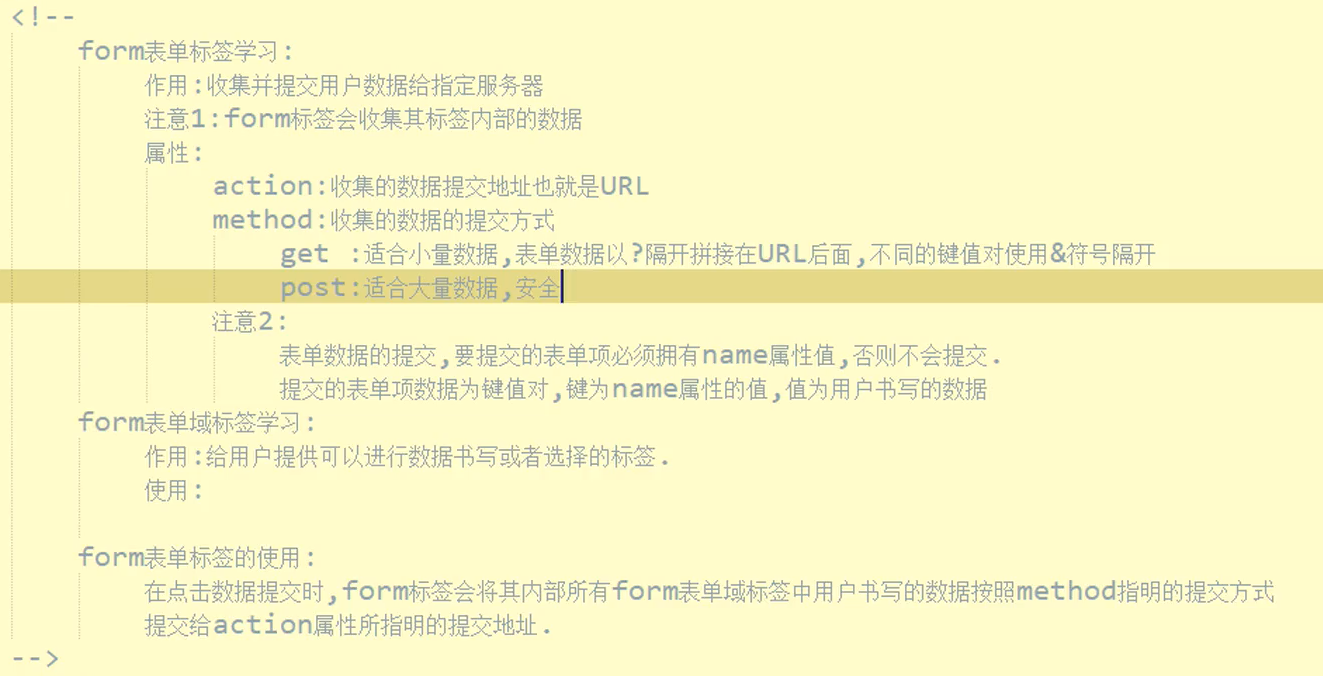 <!--
form表单标签学习:
作用:收集并提交用户数据给指定服务器
注意1:form标签会收集其标签内部的数据
属性:
action:收集的数据提交地址也就是URL
method:收集的数据的提交方式
get :适合小量数据,表单数据以?隔开拼接在URL后面,不同的键值对使用&符号隔开
post:适合大量数据,安全
注意2:
表单数据的提交,要提交的表单项必须拥有name属性值,否则不会提交.
提交的表单项数据为键值对,键为name属性的值,值为用户书写的数据
form表单域标签学习:
作用:给用户提供可以进行数据书写或者选择的标签.
使用:
form表单标签的使用:
在点击数据提交时,form标签会将其内部所有form表单域标签中用户书写的数据按照method指明的提交方式
提交给action属性所指明的提交地址.
-->